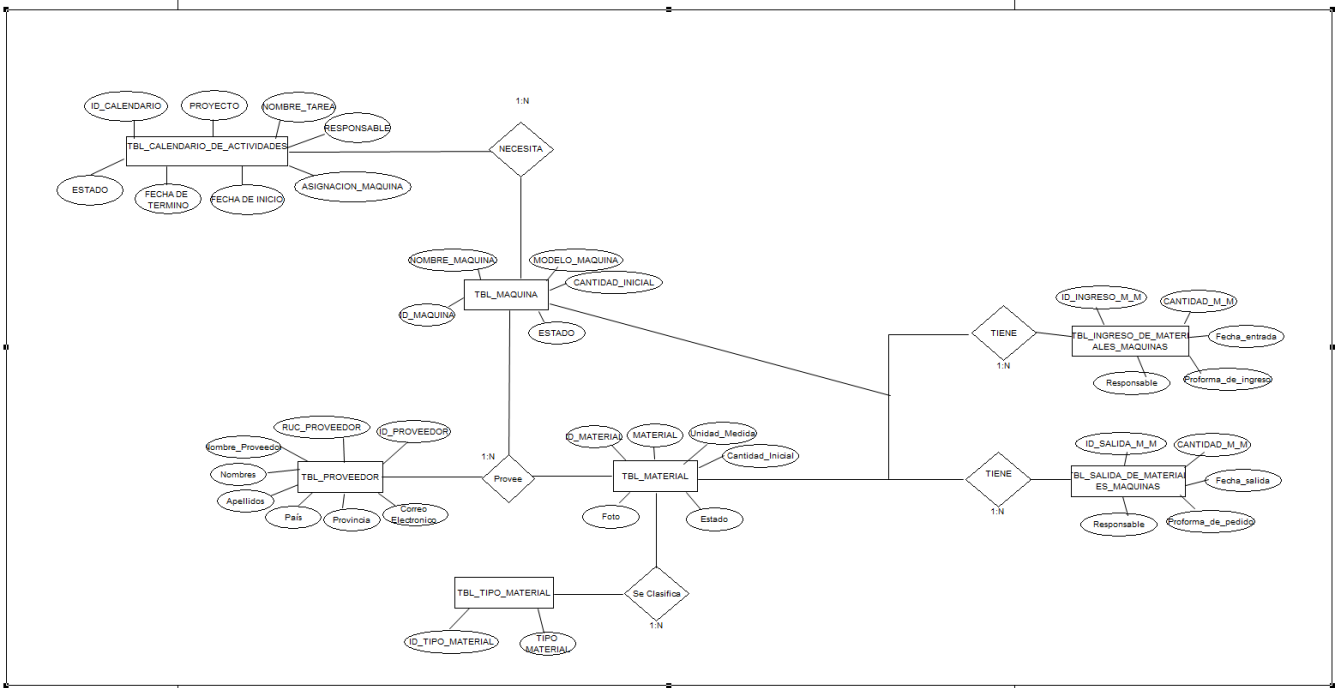 1:N
ID_CALENDARIO
PROYECTO
NOMBRE_TAREA
RESPONSABLE
TBL_CALENDARIO_DE_ACTIVIDADES
NECESITA
ESTADO
FECHA DE
TERMINO
FECHA DE INICIO
ASIGNACION_MAQUINA
NOMBRE_MAQUINA
MODELO_MAQUINA
CANTIDAD_INICIAL
TBL_MAQUINA
ID_MAQUINA
ESTADO
ID_INGRESO_M_M
CANTIDAD_M_M
TIENE
TBL_INGRESO_DE_MATERI
ALES_MAQUINAS
Fecha_entrada
1:N
Responsable
Proforma_de_ingreso
RUC_PROVEEDOR
ID_PROVEEDOR
Nombre_Proveedor
Nombres
TBL_PROVEEDOR
Apellidos
País
Provincia
Correo
Electronico
1:N
Provee
ID_MATERIAL
MATERIAL
Unidad_Medida
Cantidad_Inicial
TBL_MATERIAL
Foto
Estado
ID_SALIDA_M_M
CANTIDAD_M_M
TIENE
BL_SALIDA_DE_MATERIAL
ES_MAQUINAS
Fecha_salida
1:N
Responsable
Proforma_de_pedido
TBL_TIPO_MATERIAL
Se Clasifica
1:N
ID_TIPO_MATERIAL
TIPO
MATERIAL